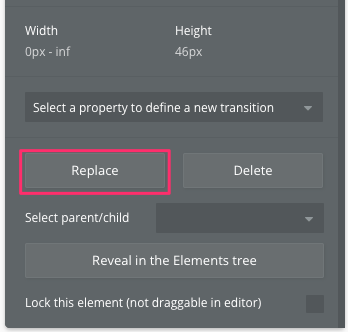 Width Height
0px - inf 46px
Select a property to define a new transition
Replace Delete
Select parent/child
Reveal in the Elements tree
Lock this element (not draggable in editor)